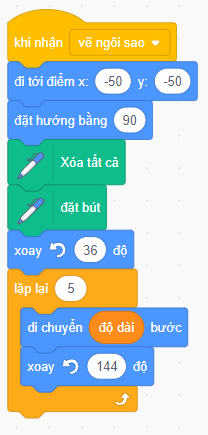 khi nhận vẽ ngôi sao
đi tới điểm x: -50 y: -50
đặt hướng bằng 90
Xóa tất cả
đặt bút
xoay 36 độ
lặp lại 5
di chuyển độ dài bước
xoay 144 độ